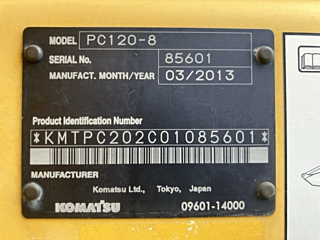 MODEL PC120-8
SERIAL No. 85601
MANUFACT. MONTH/YEAR 03/2013
Product Identification Number
*KMTPC202C01085601*
MANUFACTURER
Komatsu Ltd., Tokyo, Japan
KOMATSU 09601-14000